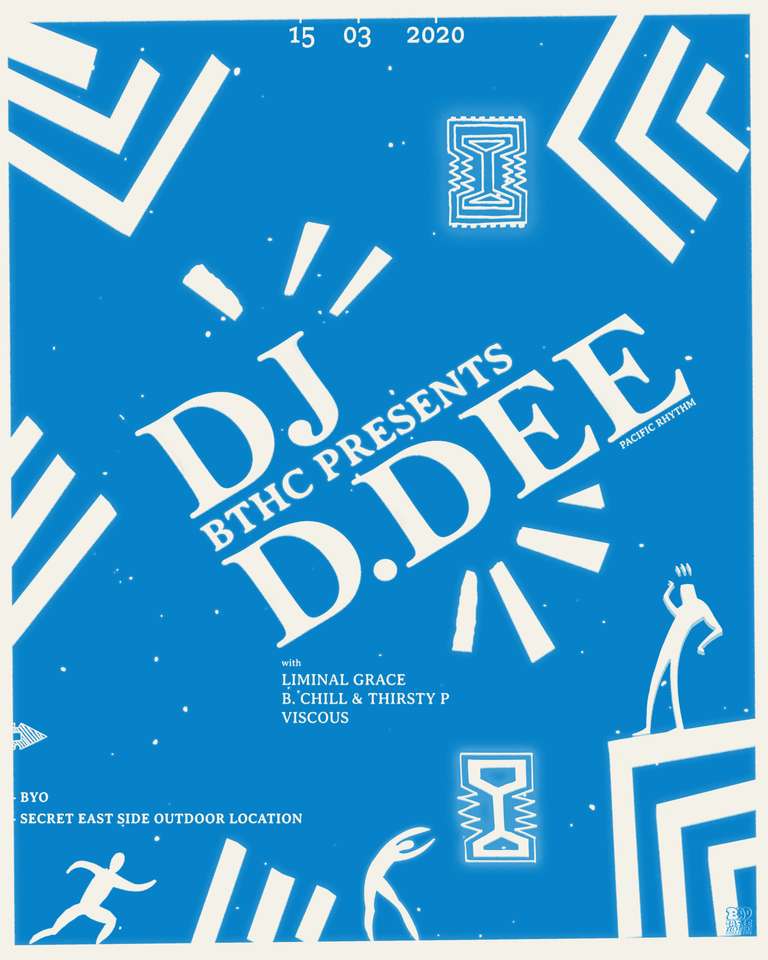 15 03 2020
DJ
BTHC PRESENTS
D.DEE
PACIFIC RHYTHM
with
LIMINAL GRACE
B. CHILL & THIRSTY P
VISCOUS
- BYO
- SECRET EAST SIDE OUTDOOR LOCATION